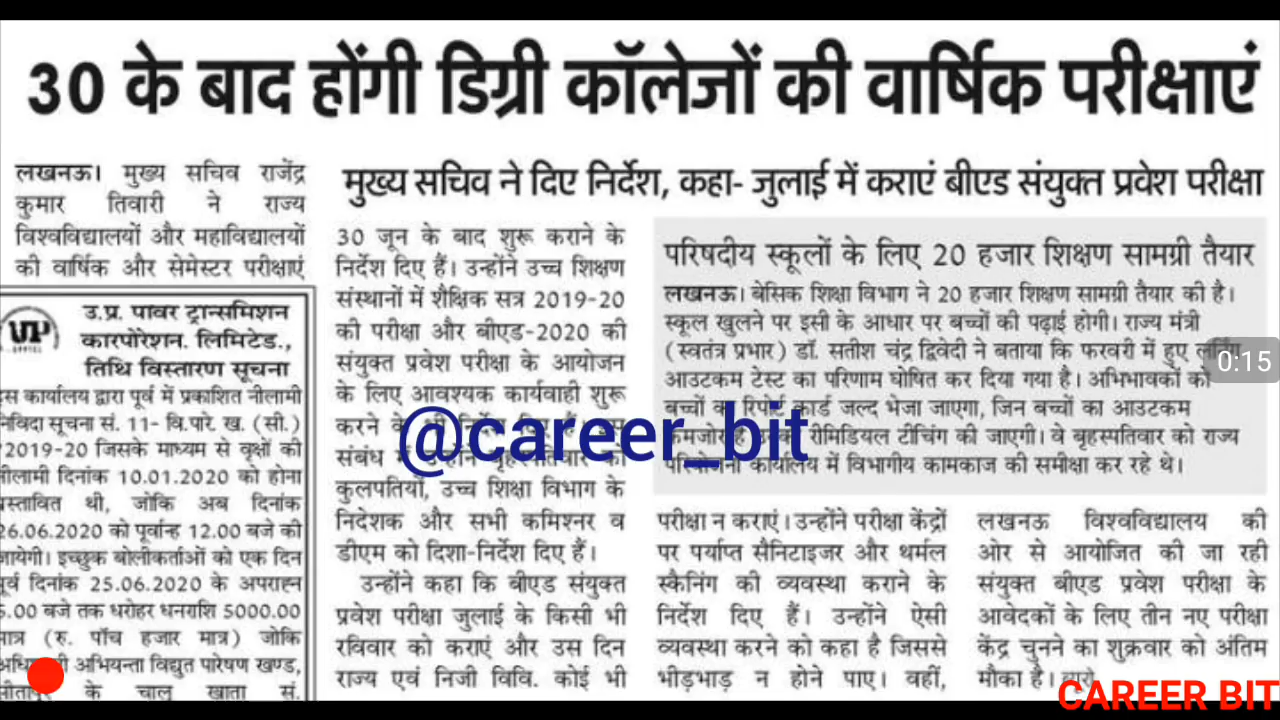 30 के बाद होंगी डिग्री कॉलेजों की वार्षिक परीक्षाएं
मुख्य सचिव ने दिए निर्देश, कहा- जुलाई में कराएं बीएड संयुक्त प्रवेश परीक्षा
लखनऊ। मुख्य सचिव राजेंद्र
कुमार तिवारी ने राज्य
विश्वविद्यालयों और महाविद्यालयों
की वार्षिक और सेमेस्टर परीक्षाएं
30 जून के बाद शुरू कराने के
निर्देश दिए हैं। उन्होंने उच्च शिक्षण
संस्थानों में शैक्षिक सत्र 2019-20
की परीक्षा और बीएड-2020 की
संयुक्त प्रवेश परीक्षा के आयोजन
के लिए आवश्यक कार्यवाही शुरू
करने के
संबंध में
कुलपतियों, उच्च शिक्षा विभाग के
निदेशक और सभी कमिश्नर व
डीएम को दिशा-निर्देश दिए हैं।
उन्होंने कहा कि बीएड संयुक्त
प्रवेश परीक्षा जुलाई के किसी भी
रविवार को कराएं और उस दिन
राज्य एवं निजी विवि. कोई भी
परीक्षा न कराएं। उन्होंने परीक्षा केंद्रों
पर पर्याप्त सैनिटाइजर और थर्मल
स्कैनिंग की व्यवस्था कराने के
निर्देश दिए हैं। उन्होंने ऐसी
व्यवस्था करने को कहा है जिससे
भीड़भाड़ न होने पाए। वहीं,
लखनऊ विश्वविद्यालय की
ओर से आयोजित की जा रही
संयुक्त बीएड प्रवेश परीक्षा के
आवेदकों के लिए तीन नए परीक्षा
केंद्र चुनने का शुक्रवार को अंतिम
मौका है।
परिषदीय स्कूलों के लिए 20 हजार शिक्षण सामग्री तैयार
लखनऊ। बेसिक शिक्षा विभाग ने 20 हजार शिक्षण सामग्री तैयार की है।
स्कूल खुलने पर इसी के आधार पर बच्चों की पढ़ाई होगी। राज्य मंत्री
(स्वतंत्र प्रभार) डॉ. सतीश चंद्र द्विवेदी ने बताया कि फरवरी में हुए
आउटकम टेस्ट का परिणाम घोषित कर दिया गया है। अभिभावकों को
बच्चों का रिपोर्ट कार्ड जल्द भेजा जाएगा, जिन बच्चों का आउटकम
रीमिडियल टीचिंग की जाएगी। वे बृहस्पतिवार को राज्य
कार्यालय में विभागीय कामकाज की समीक्षा कर रहे थे।
उ.प्र. पावर ट्रान्समिशन
कारपोरेशन. लिमिटेड.,
तिथि विस्तारण सूचना
कार्यालय द्वारा पूर्व में प्रकाशित नीलामी
सूचना सं. 11- वि.पारे. ख. (सी.)
2019-20 जिसके माध्यम से वृक्षों की
नीलामी दिनांक 10.01.2020 को होना
प्रस्तावित थी, जोकि अब दिनांक
26.06.2020 को पूर्वान्ह 12.00 बजे की
जायेगी। इच्छुक बोलीकर्ताओं को एक दिन
पूर्व दिनांक 25.06.2020 के अपराह्न
5.00 बजे तक धरोहर धनराशि 5000.00
मात्र (रु. पाँच हजार मात्र) जोकि
अभियन्ता विद्युत पारेषण खण्ड,
के चालू खाता सं.
@career_bit
0:15
CAREER BIT